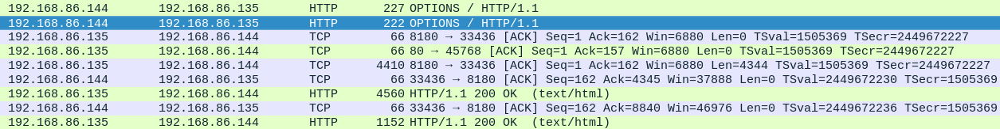 192.168.86.144 192.168.86.135 HTTP 227 OPTIONS / HTTP/1.1
192.168.86.144 192.168.86.135 HTTP 222 OPTIONS / HTTP/1.1
192.168.86.135 192.168.86.144 TCP 66 8180 → 33436 [ACK] Seq=1 Ack=162 Win=6880 Len=0 TSval=1505369 TSecr=2449672227
192.168.86.135 192.168.86.144 TCP 66 80 → 45768 [ACK] Seq=1 Ack=157 Win=6880 Len=0 TSval=1505369 TSecr=2449672227
192.168.86.135 192.168.86.144 TCP 4410 8180 → 33436 [ACK] Seq=1 Ack=162 Win=6880 Len=4344 TSval=1505369 TSecr=2449672227
192.168.86.144 192.168.86.135 TCP 66 33436 → 8180 [ACK] Seq=162 Ack=4345 Win=37888 Len=0 TSval=2449672230 TSecr=1505369
192.168.86.135 192.168.86.144 HTTP 4560 HTTP/1.1 200 OK (text/html)
192.168.86.144 192.168.86.135 TCP 66 33436 → 8180 [ACK] Seq=162 Ack=8840 Win=46976 Len=0 TSval=2449672236 TSecr=1505369
192.168.86.135 192.168.86.144 HTTP 1152 HTTP/1.1 200 OK (text/html)